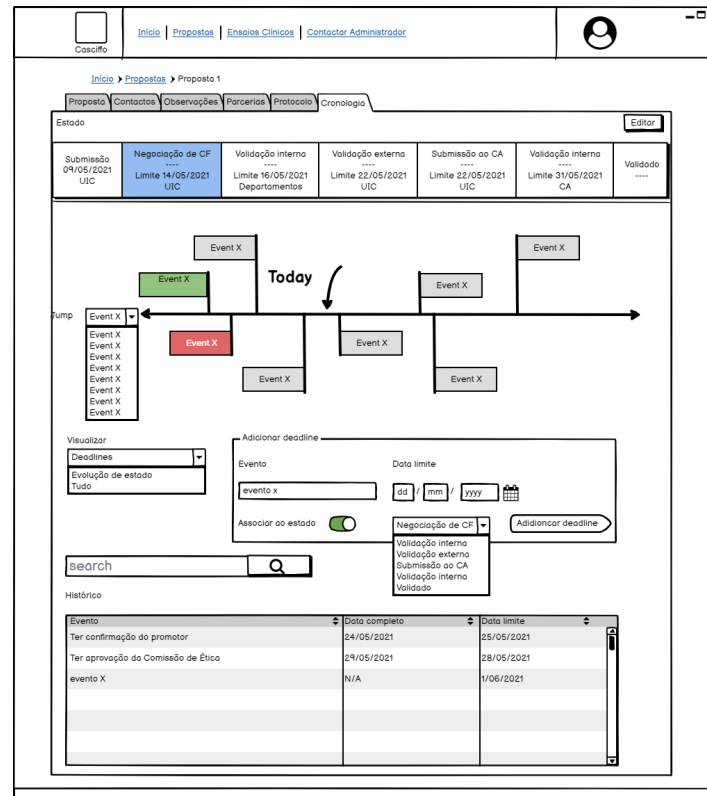 Casciffo
Início | Propostas | Ensaios Clínicos | Contactar Administrador
Início > Propostas > Proposta 1
Proposta Contactos Observações Parcerias Protocolo Cronologia
Estado
Editar
Submissão
09/05/2021
UIC
Negociação de CF
----
Limite 14/05/2021
UIC
Validação interna
----
Limite 16/05/2021
Departamentos
Validação externa
----
Limite 22/05/2021
UIC
Submissão ao CA
----
Limite 22/05/2021
UIC
Validação interna
----
Limite 31/05/2021
CA
Validado
----
Event X
Event X
Event X
Today
Event X
Jump
Event X
Event X
Event X
Event X
Event X
Event X
Event X
Event X
Event X
Event X
Event X
Event X
Event X
Visualizar
Deadlines
Evolução de estado
Tudo
Adicionar deadline
Evento
Data limite
evento x
dd / mm / yyyy
Associar ao estado
Negociação de CF
Validação interna
Validação externa
Submissão ao CA
Validação interna
Validado
Adidioncar deadline
search
Histórico
Evento Data completo Data limite
Ter confirmação do promotor 24/05/2021 25/05/2021
Ter aprovação da Comissão de Ética 29/05/2021 28/05/2021
evento X N/A 1/06/2021